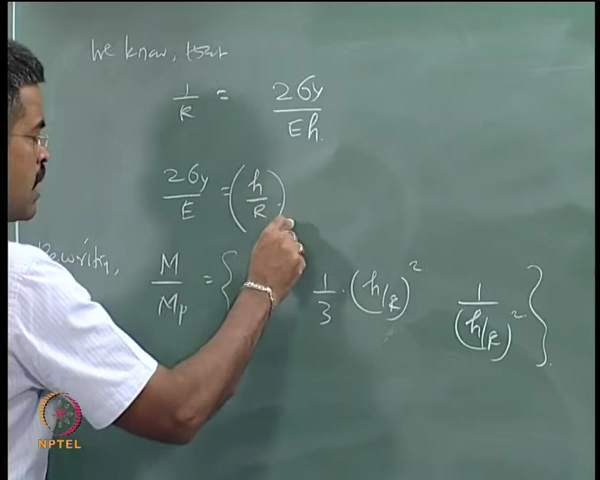 We know, that
1/R = 2σy/Eh.
2σy/E = (h/R).
Rewriting, M/Mp = { 1/3 · (h/R)² 1/(h/R)² }.
NPTEL